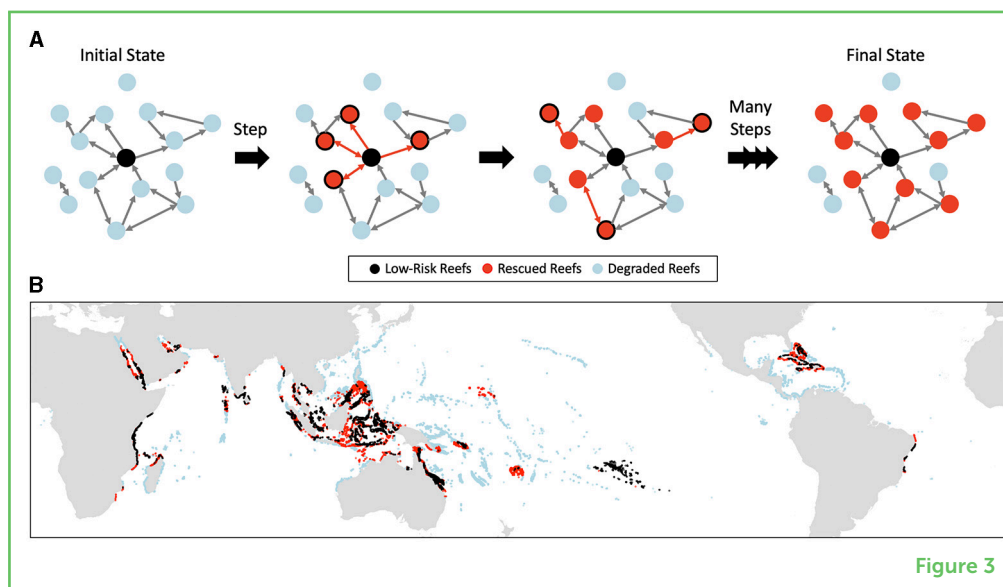 A
Initial State
Final State
Step
Many
Steps
Low-Risk Reefs Rescued Reefs Degraded Reefs
B
Figure 3